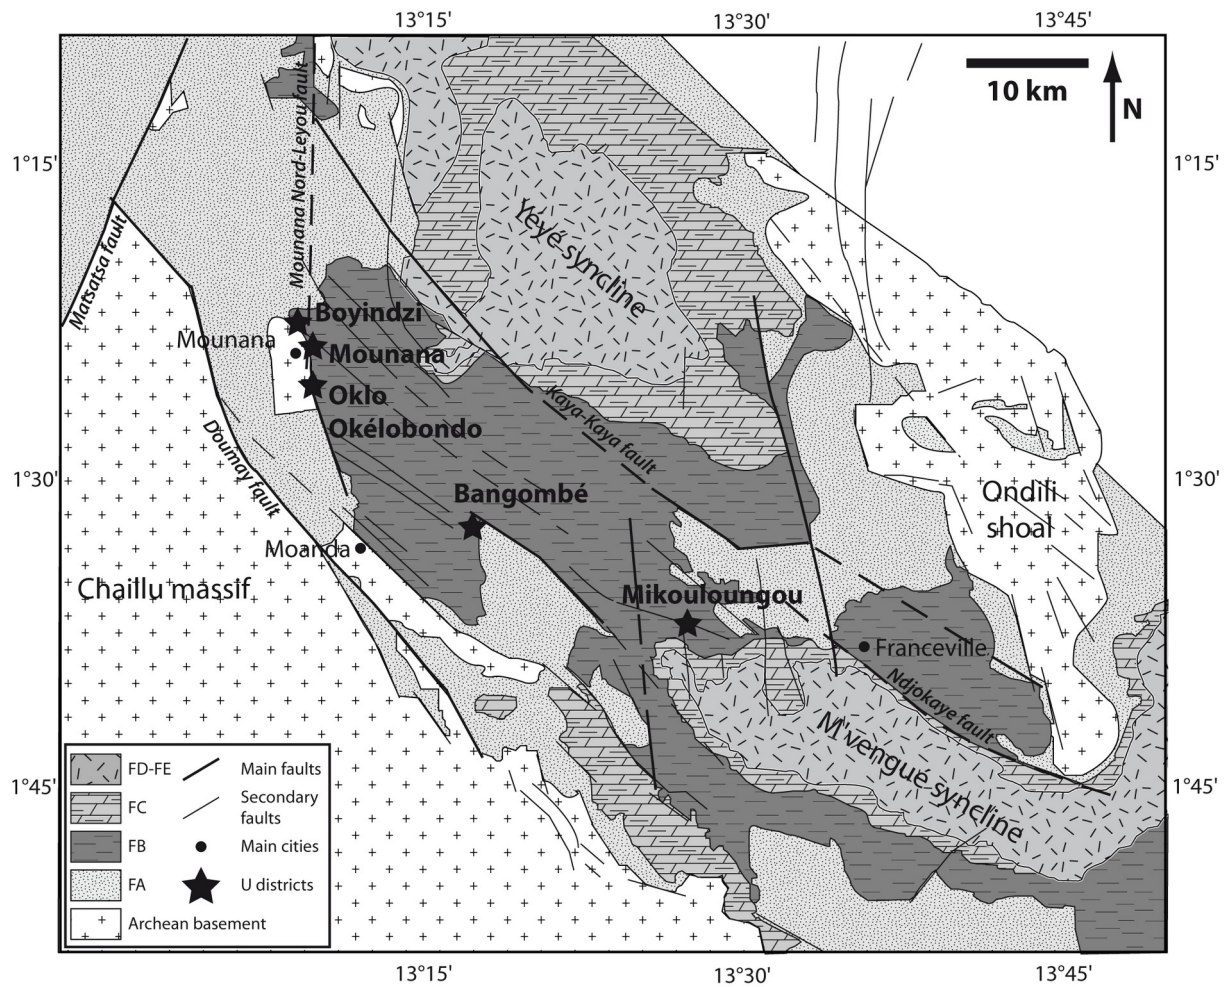 13°15' 13°30' 13°45'
10 km
N
1°15' 1°15'
Mounana Nord-Leyou fault
Yeyé syncline
Matsatsa fault
Boyindzi
Mounana
Mounana
Oklo
Okélobondo
Kaya-Kaya fault
Doumay fault
1°30' 1°30'
Bangombé
Ondili
shoal
Moanda
Chaillu massif
Mikouloungou
Franceville
Ndjokaye fault
M'vengué syncline
1°45' 1°45'
FD-FE Main faults
FC Secondary
faults
FB Main cities
FA U districts
Archean basement
13°15' 13°30' 13°45'